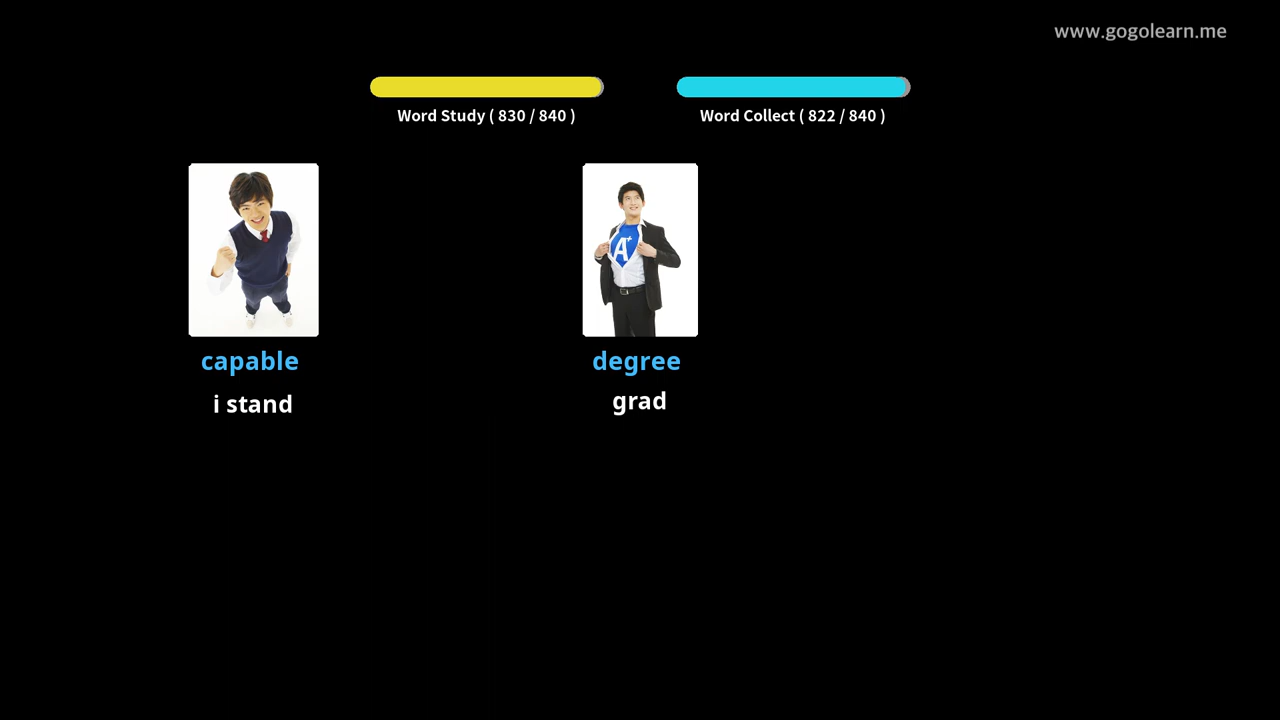 www.gogolearn.me
Word Study ( 830 / 840 )
Word Collect ( 822 / 840 )
A+
capable
degree
i stand
grad